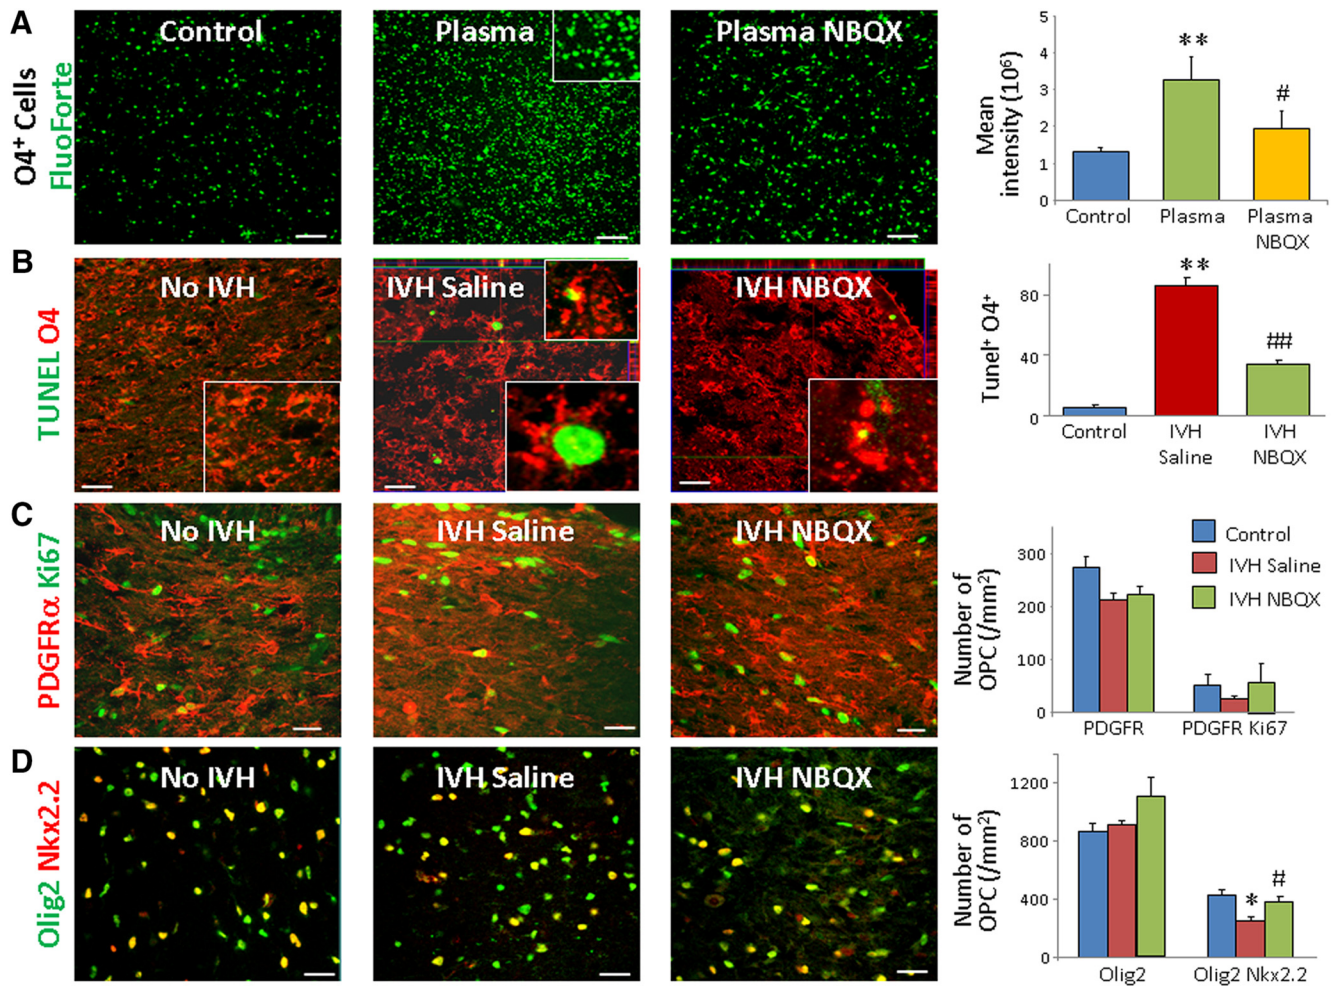 A
O4⁺ Cells
FluoForte
Control
Plasma
Plasma NBQX
Mean
intensity (10⁶)
5
4
3
2
1
0
**
#
Control
Plasma
Plasma
NBQX
B
TUNEL O4
No IVH
IVH Saline
IVH NBQX
Tunel⁺ O4⁺
80
40
0
**
##
Control
IVH
Saline
IVH
NBQX
C
PDGFRα Ki67
No IVH
IVH Saline
IVH NBQX
Number of
OPC (/mm²)
300
200
100
0
Control
IVH Saline
IVH NBQX
PDGFR
PDGFR Ki67
D
Olig2 Nkx2.2
No IVH
IVH Saline
IVH NBQX
Number of
OPC (/mm²)
1200
800
400
0
*
#
Olig2
Olig2 Nkx2.2